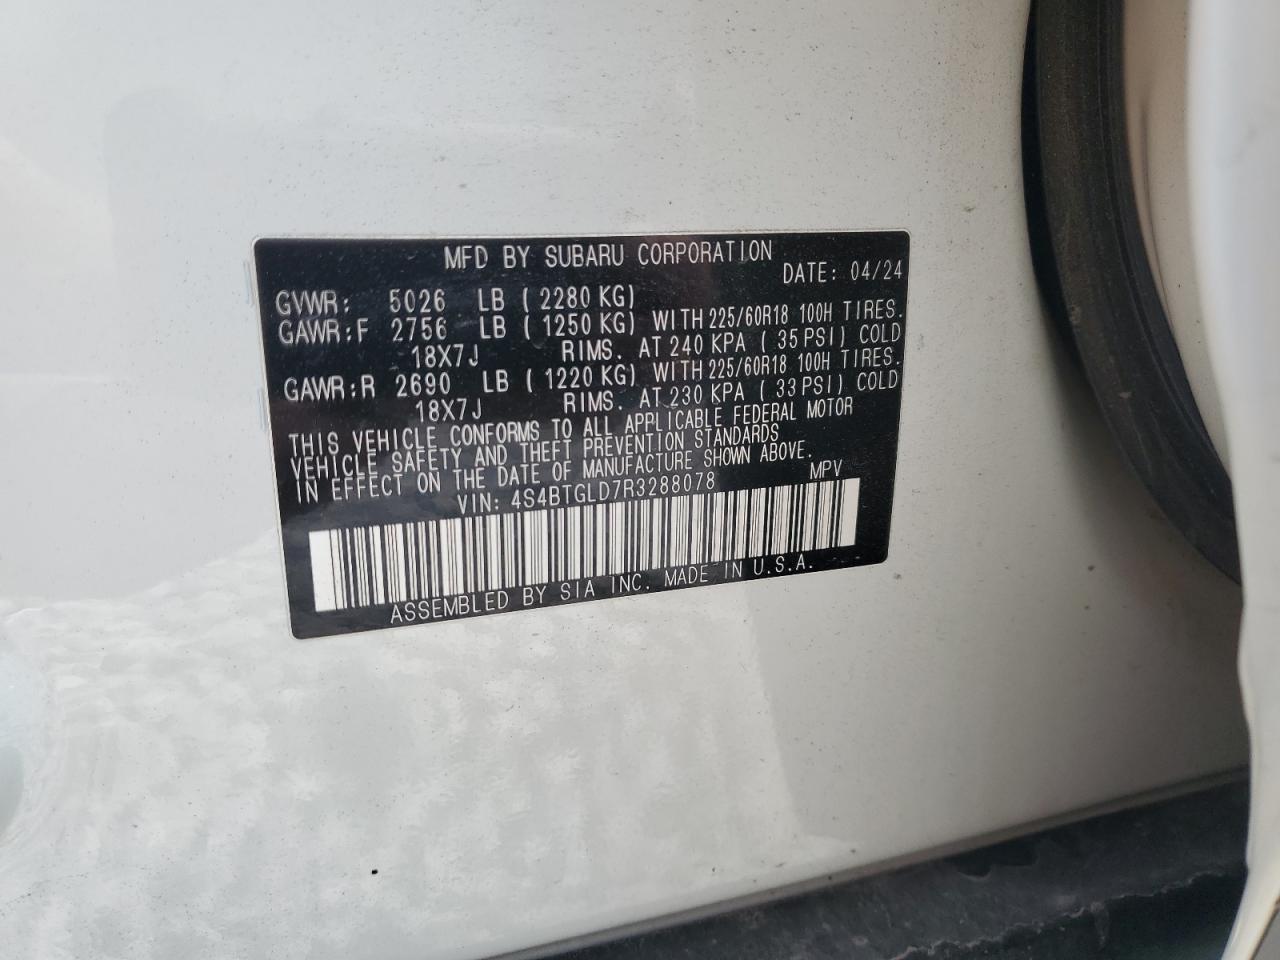 MFD BY SUBARU CORPORATION
DATE: 04/24
GVWR: 5026 LB ( 2280 KG)
GAWR:F 2756 LB ( 1250 KG) WITH 225/60R18 100H TIRES.
18X7J RIMS. AT 240 KPA ( 35 PSI) COLD
GAWR:R 2690 LB ( 1220 KG) WITH 225/60R18 100H TIRES.
18X7J RIMS. AT 230 KPA ( 33 PSI) COLD
THIS VEHICLE CONFORMS TO ALL APPLICABLE FEDERAL MOTOR
VEHICLE SAFETY AND THEFT PREVENTION STANDARDS
IN EFFECT ON THE DATE OF MANUFACTURE SHOWN ABOVE.
VIN: 4S4BTGLD7R3288078 MPV
ASSEMBLED BY SIA INC. MADE IN U.S.A.